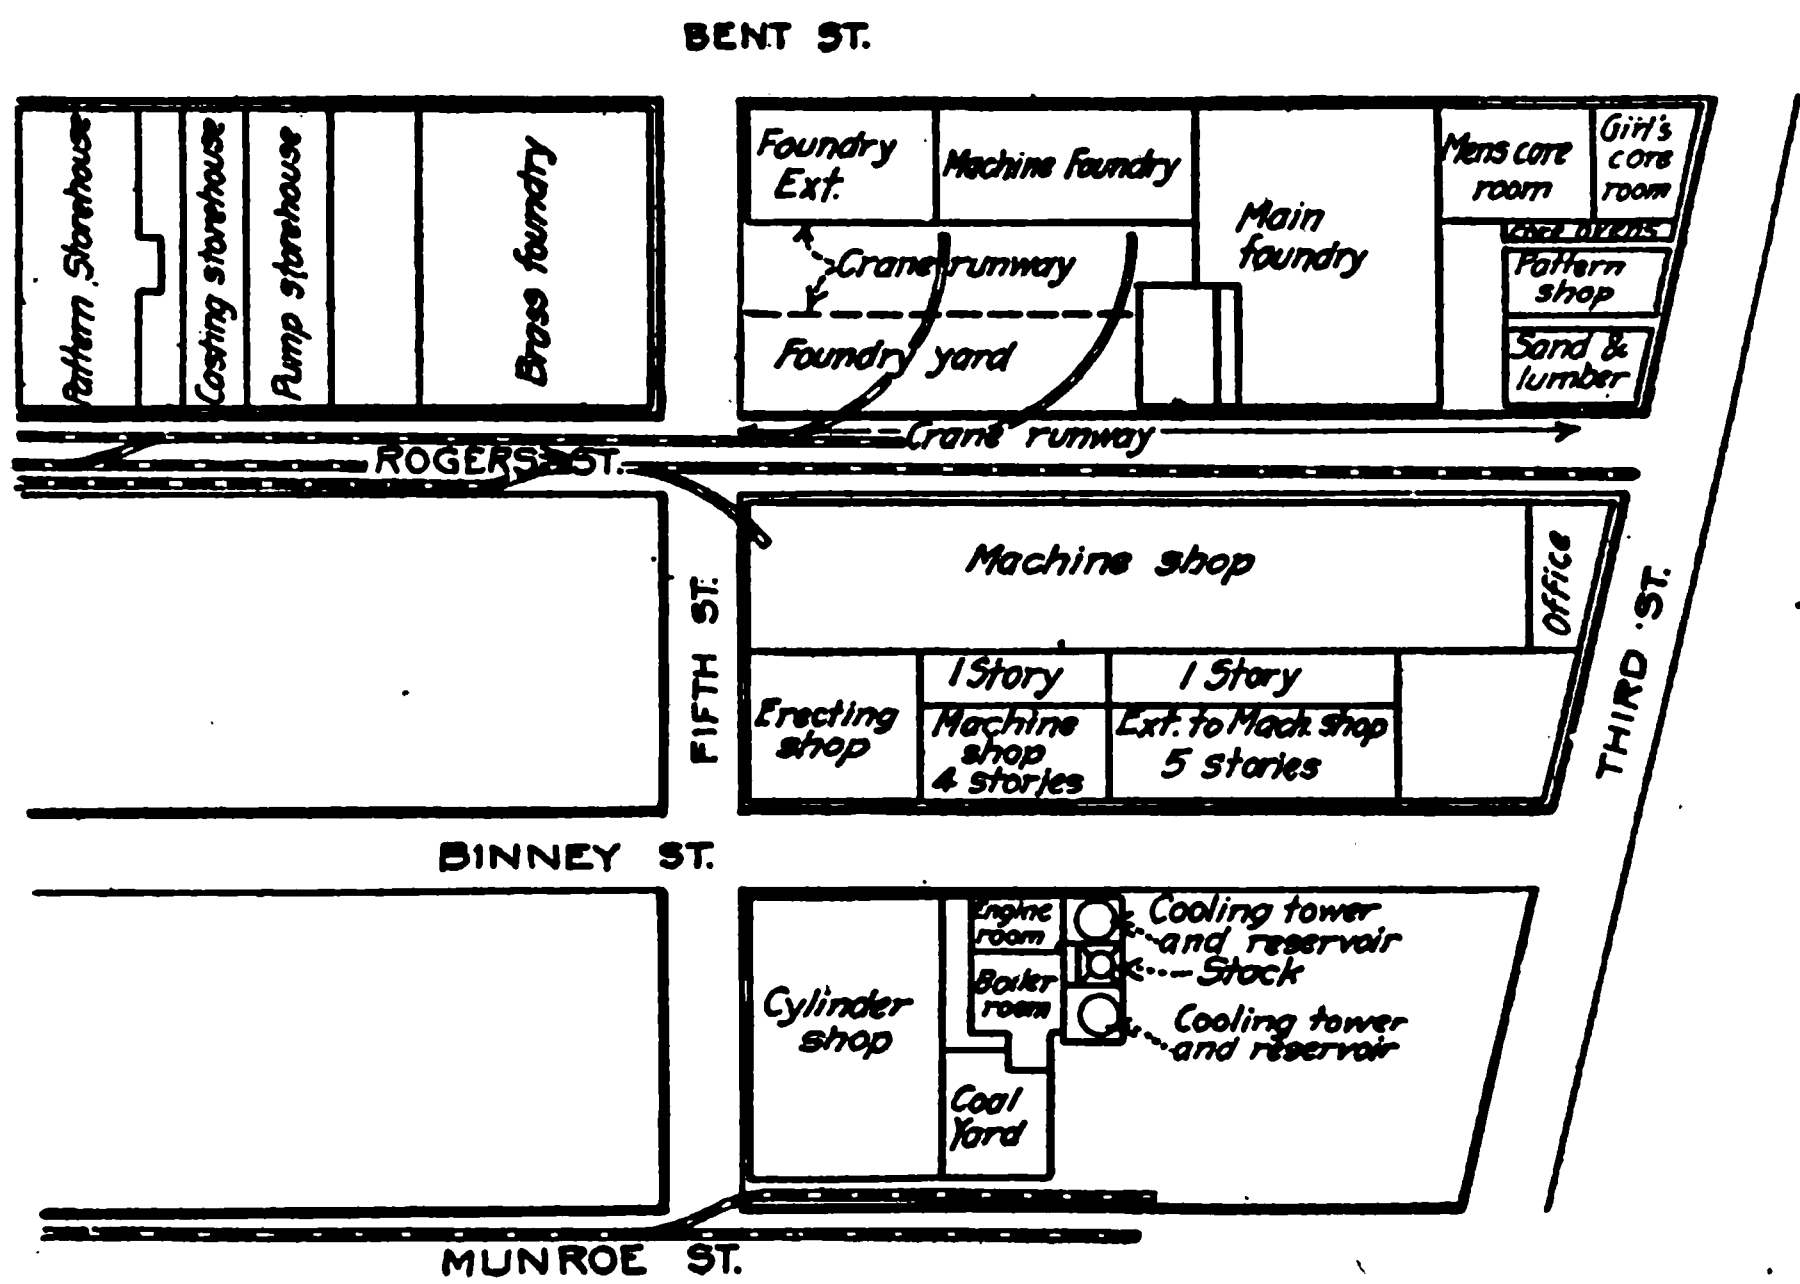 BENT ST.
Pattern Storehouse
Casting storehouse
Pump storehouse
Brass foundry
Foundry
Ext.
Machine Foundry
Main
foundry
Mens core
room
Girl's
core
room
Core ovens
Pattern
shop
Sand &
lumber
Crane runway
Foundry yard
Crane runway
ROGERS ST.
FIFTH ST.
Machine shop
Office
THIRD ST.
Erecting
shop
1 Story
Machine
shop
4 stories
1 Story
Ext. to Mach. shop
5 stories
BINNEY ST.
Cylinder
shop
Engine
room
Boiler
room
Coal
Yard
Cooling tower
and reservoir
Stack
Cooling tower
and reservoir
MUNROE ST.